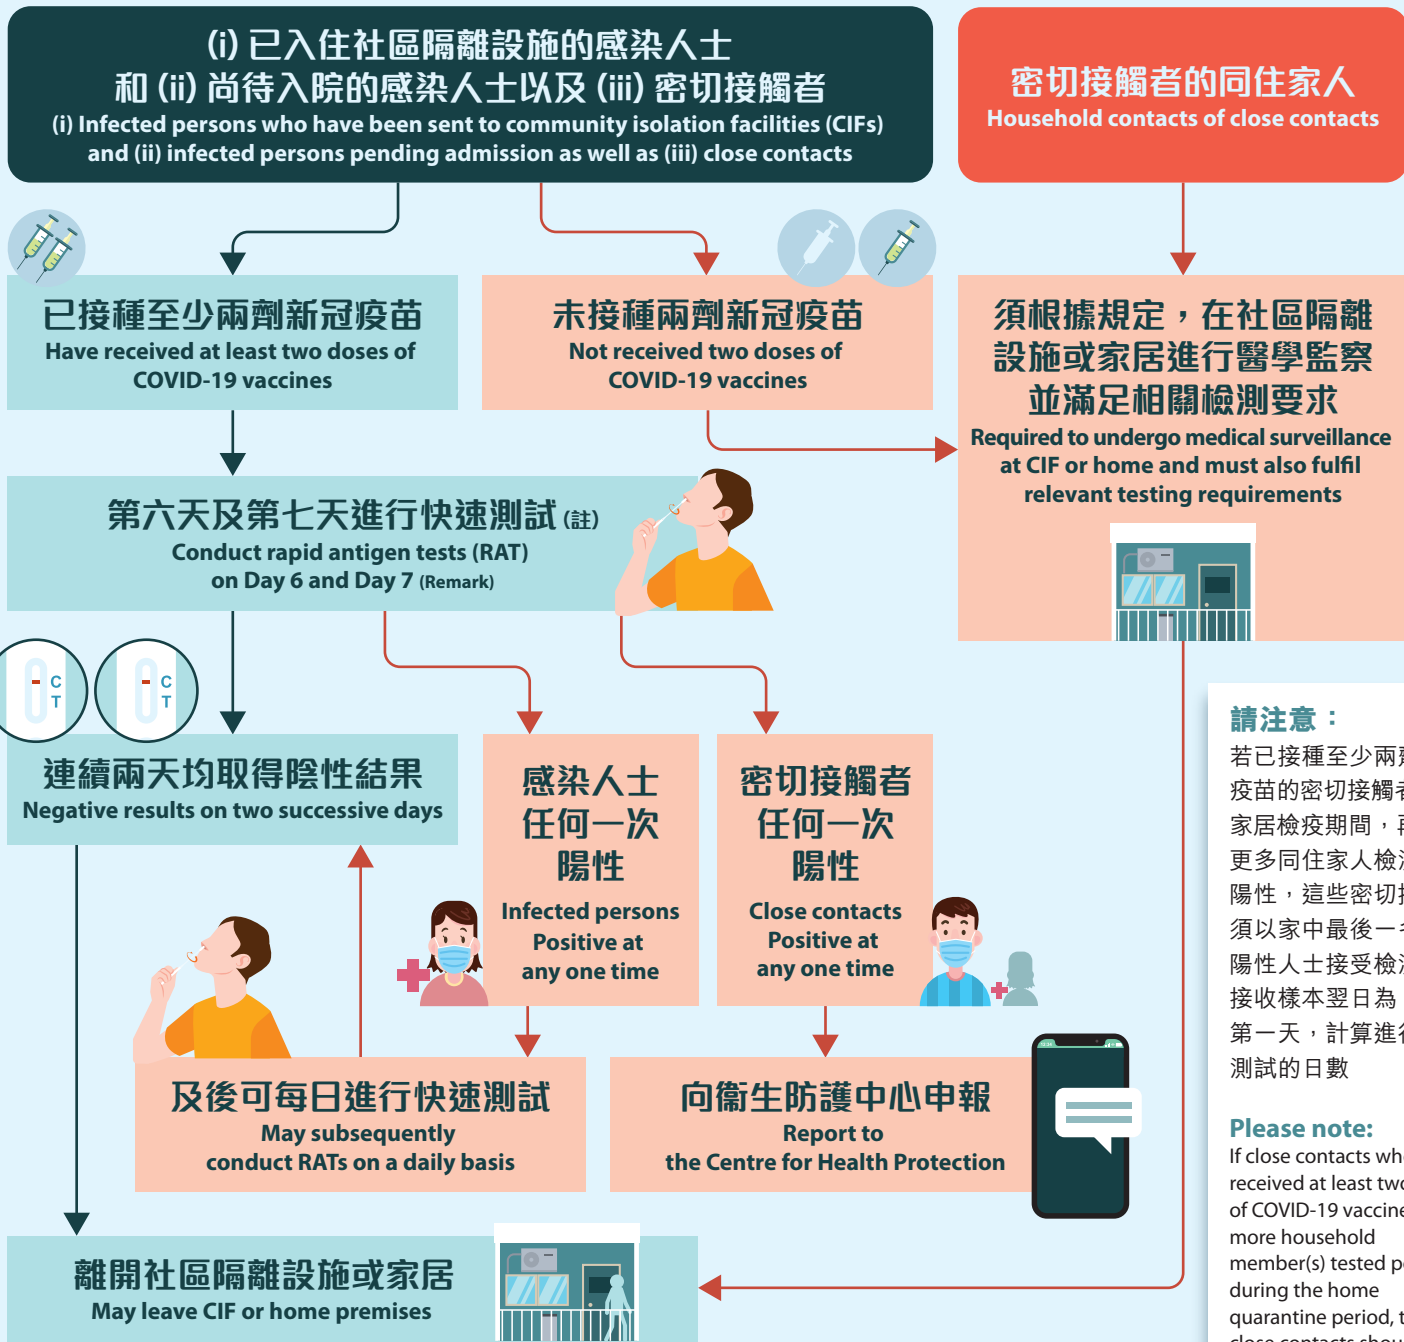 (i) 已入住社區隔離設施的感染人士
和 (ii) 尚待入院的感染人士以及 (iii) 密切接觸者
(i) Infected persons who have been sent to community isolation facilities (CIFs)
and (ii) infected persons pending admission as well as (iii) close contacts
密切接觸者的同住家人
Household contacts of close contacts
已接種至少兩劑新冠疫苗
Have received at least two doses of
COVID-19 vaccines
未接種兩劑新冠疫苗
Not received two doses of
COVID-19 vaccines
須根據規定，在社區隔離
設施或家居進行醫學監察
並滿足相關檢測要求
Required to undergo medical surveillance
at CIF or home and must also fulfil
relevant testing requirements
第六天及第七天進行快速測試 (註)
Conduct rapid antigen tests (RAT)
on Day 6 and Day 7 (Remark)
C
T
C
T
連續兩天均取得陰性結果
Negative results on two successive days
感染人士
任何一次
陽性
Infected persons
Positive at
any one time
密切接觸者
任何一次
陽性
Close contacts
Positive at
any one time
及後可每日進行快速測試
May subsequently
conduct RATs on a daily basis
向衞生防護中心申報
Report to
the Centre for Health Protection
離開社區隔離設施或家居
May leave CIF or home premises
請注意：
若已接種至少兩
疫苗的密切接觸
家居檢疫期間，
更多同住家人檢
陽性，這些密切
須以家中最後一
陽性人士接受檢
接收樣本翌日為
第一天，計算進
測試的日數
Please note:
If close contacts
received at least
of COVID-19
more household
member(s) tested
during the home
quarantine period,
close contacts